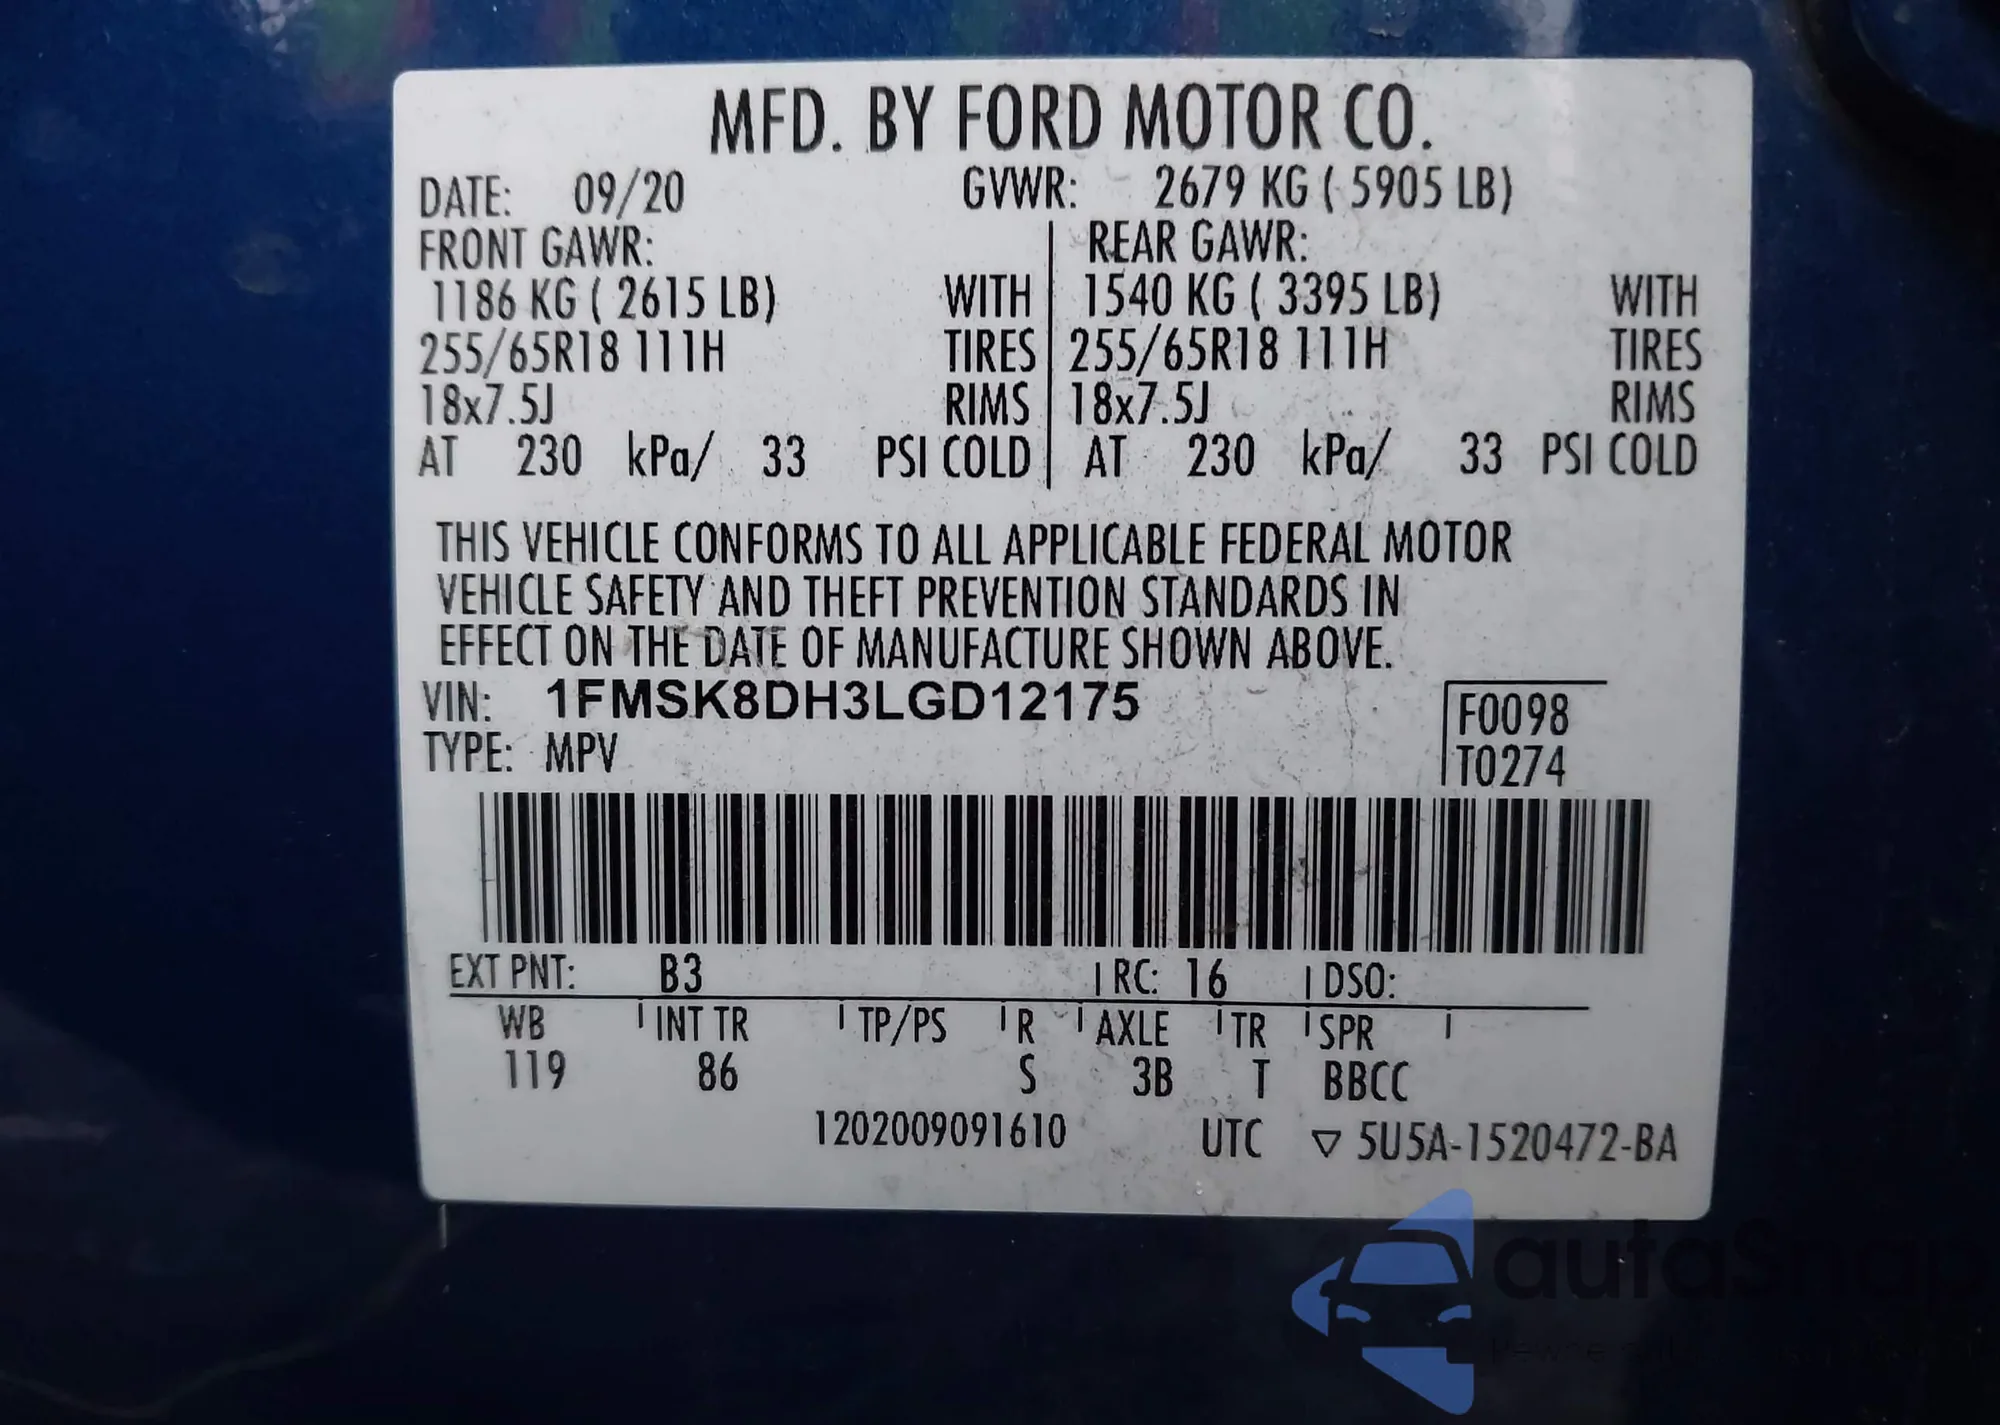 MFD. BY FORD MOTOR CO.
DATE: 09/20 GVWR: 2679 KG ( 5905 LB)
FRONT GAWR: REAR GAWR:
1186 KG ( 2615 LB) WITH 1540 KG ( 3395 LB) WITH
255/65R18 111H TIRES 255/65R18 111H TIRES
18x7.5J RIMS 18x7.5J RIMS
AT 230 kPa/ 33 PSI COLD AT 230 kPa/ 33 PSI COLD
THIS VEHICLE CONFORMS TO ALL APPLICABLE FEDERAL MOTOR
VEHICLE SAFETY AND THEFT PREVENTION STANDARDS IN
EFFECT ON THE DATE OF MANUFACTURE SHOWN ABOVE.
VIN: 1FMSK8DH3LGD12175 F0098
TYPE: MPV T0274
EXT PNT: B3 RC: 16 DSO:
WB INT TR TP/PS R AXLE TR SPR
119 86 S 3B T BBCC
1202009091610 UTC ▽ 5U5A-1520472-BA
autaSnap